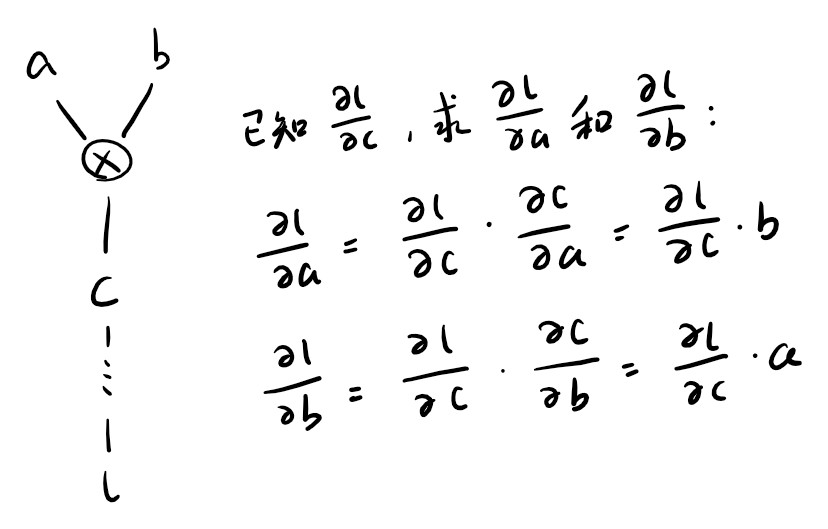 a b
×
c
l
已知 ∂l/∂c , 求 ∂l/∂a 和 ∂l/∂b :
∂l/∂a = ∂l/∂c · ∂c/∂a = ∂l/∂c · b
∂l/∂b = ∂l/∂c · ∂c/∂b = ∂l/∂c · a